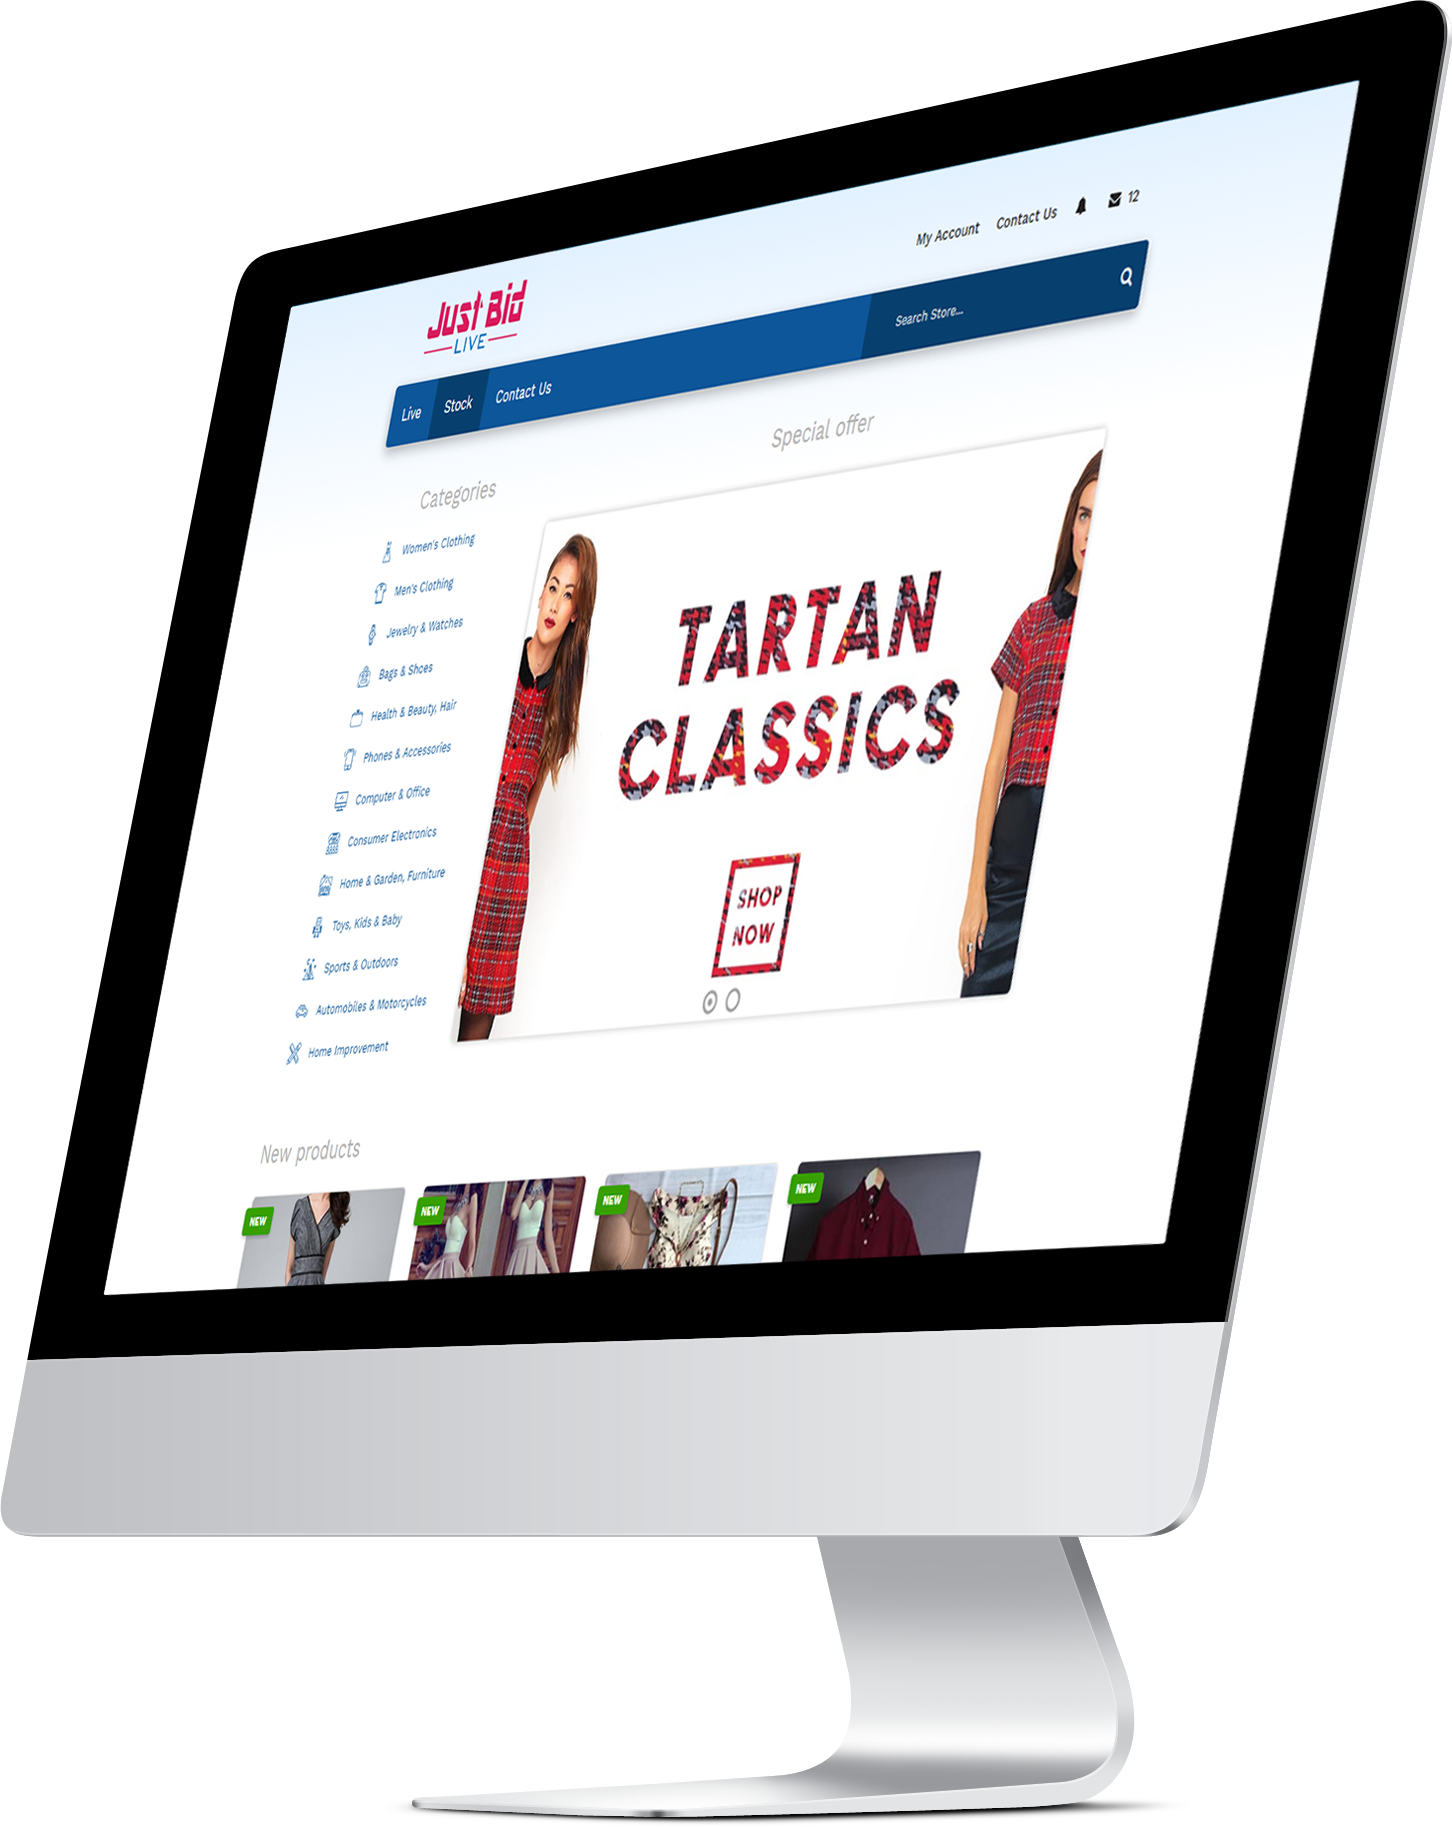 My Account
Contact Us
12
Just Bid
LIVE
Search Store...
Live
Stock
Contact Us
Special offer
Categories
Women's Clothing
Men's Clothing
Jewelry & Watches
Bags & Shoes
Health & Beauty, Hair
Phones & Accessories
Computer & Office
Consumer Electronics
Home & Garden, Furniture
Toys, Kids & Baby
Sports & Outdoors
Automobiles & Motorcycles
Home Improvement
TARTAN
CLASSICS
SHOP
NOW
New products
NEW
NEW
NEW
NEW